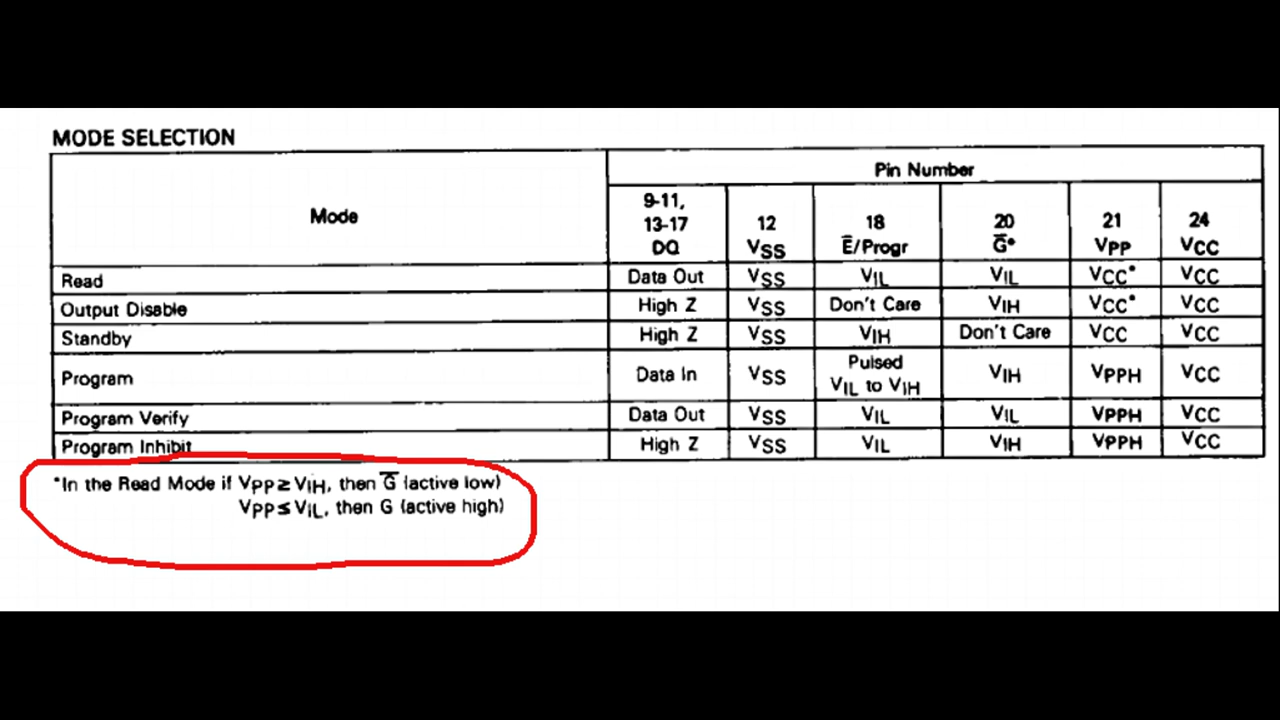 MODE SELECTION
Mode
Pin Number
9-11,
13-17
DQ
12
VSS
18
E̅/Progr
20
G̅*
21
VPP
24
VCC
Read Data Out VSS VIL VIL VCC* VCC
Output Disable High Z VSS Don't Care VIH VCC* VCC
Standby High Z VSS VIH Don't Care VCC VCC
Program Data In VSS Pulsed VIL to VIH VIH VPPH VCC
Program Verify Data Out VSS VIL VIL VPPH VCC
Program Inhibit High Z VSS VIL VIH VPPH VCC
*In the Read Mode if VPP≥VIH, then G̅ (active low)
VPP≤VIL, then G (active high)